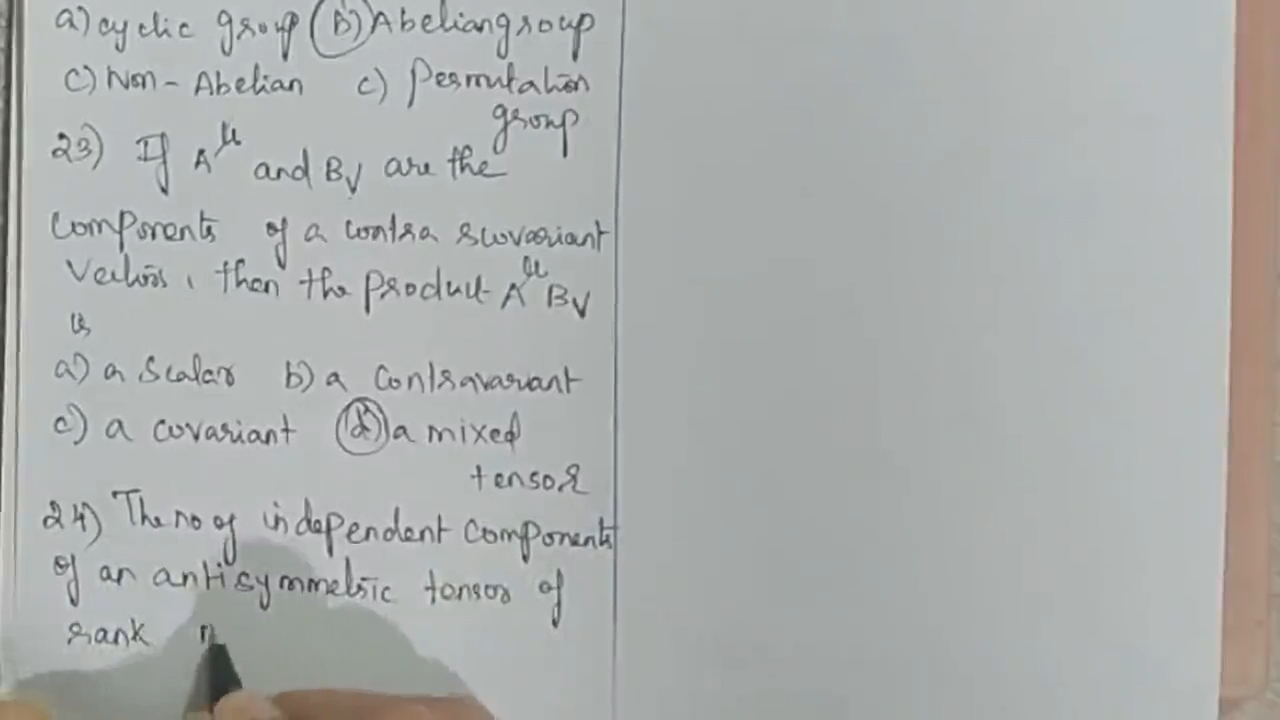 a) cyclic group (b) Abelian group
c) Non-Abelian c) Permutation
group
23) If A^μ and Bν are the
components of a contra & covariant
vectors, then the product A^μ Bν
is
a) a scalar b) a contravariant
c) a covariant (d) a mixed
tensor
24) The no of independent components
of an antisymmetric tensor of
rank